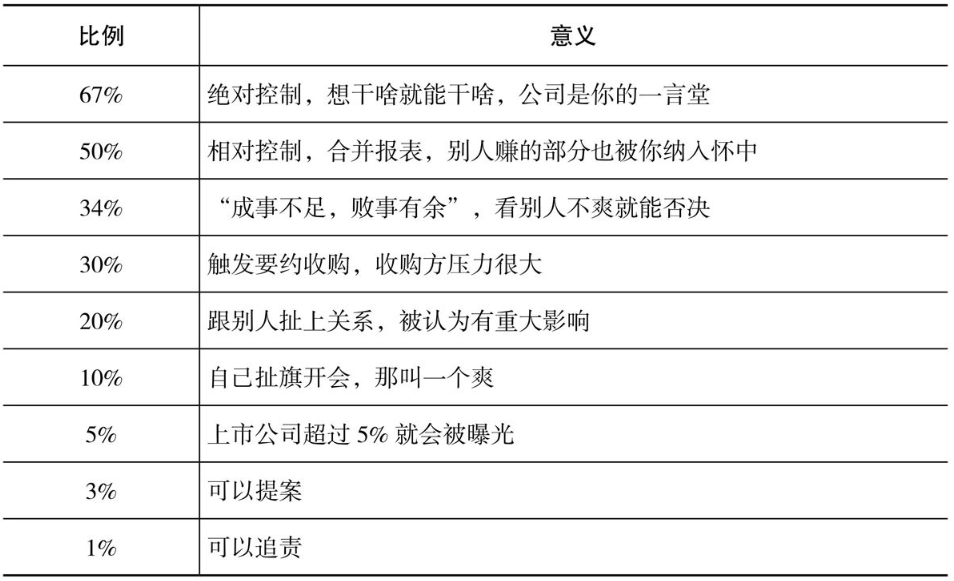 比例 意义
67% 绝对控制，想干啥就能干啥，公司是你的一言堂
50% 相对控制，合并报表，别人赚的部分也被你纳入怀中
34% “成事不足，败事有余”，看别人不爽就能否决
30% 触发要约收购，收购方压力很大
20% 跟别人扯上关系，被认为有重大影响
10% 自己扯旗开会，那叫一个爽
5% 上市公司超过 5% 就会被曝光
3% 可以提案
1% 可以追责